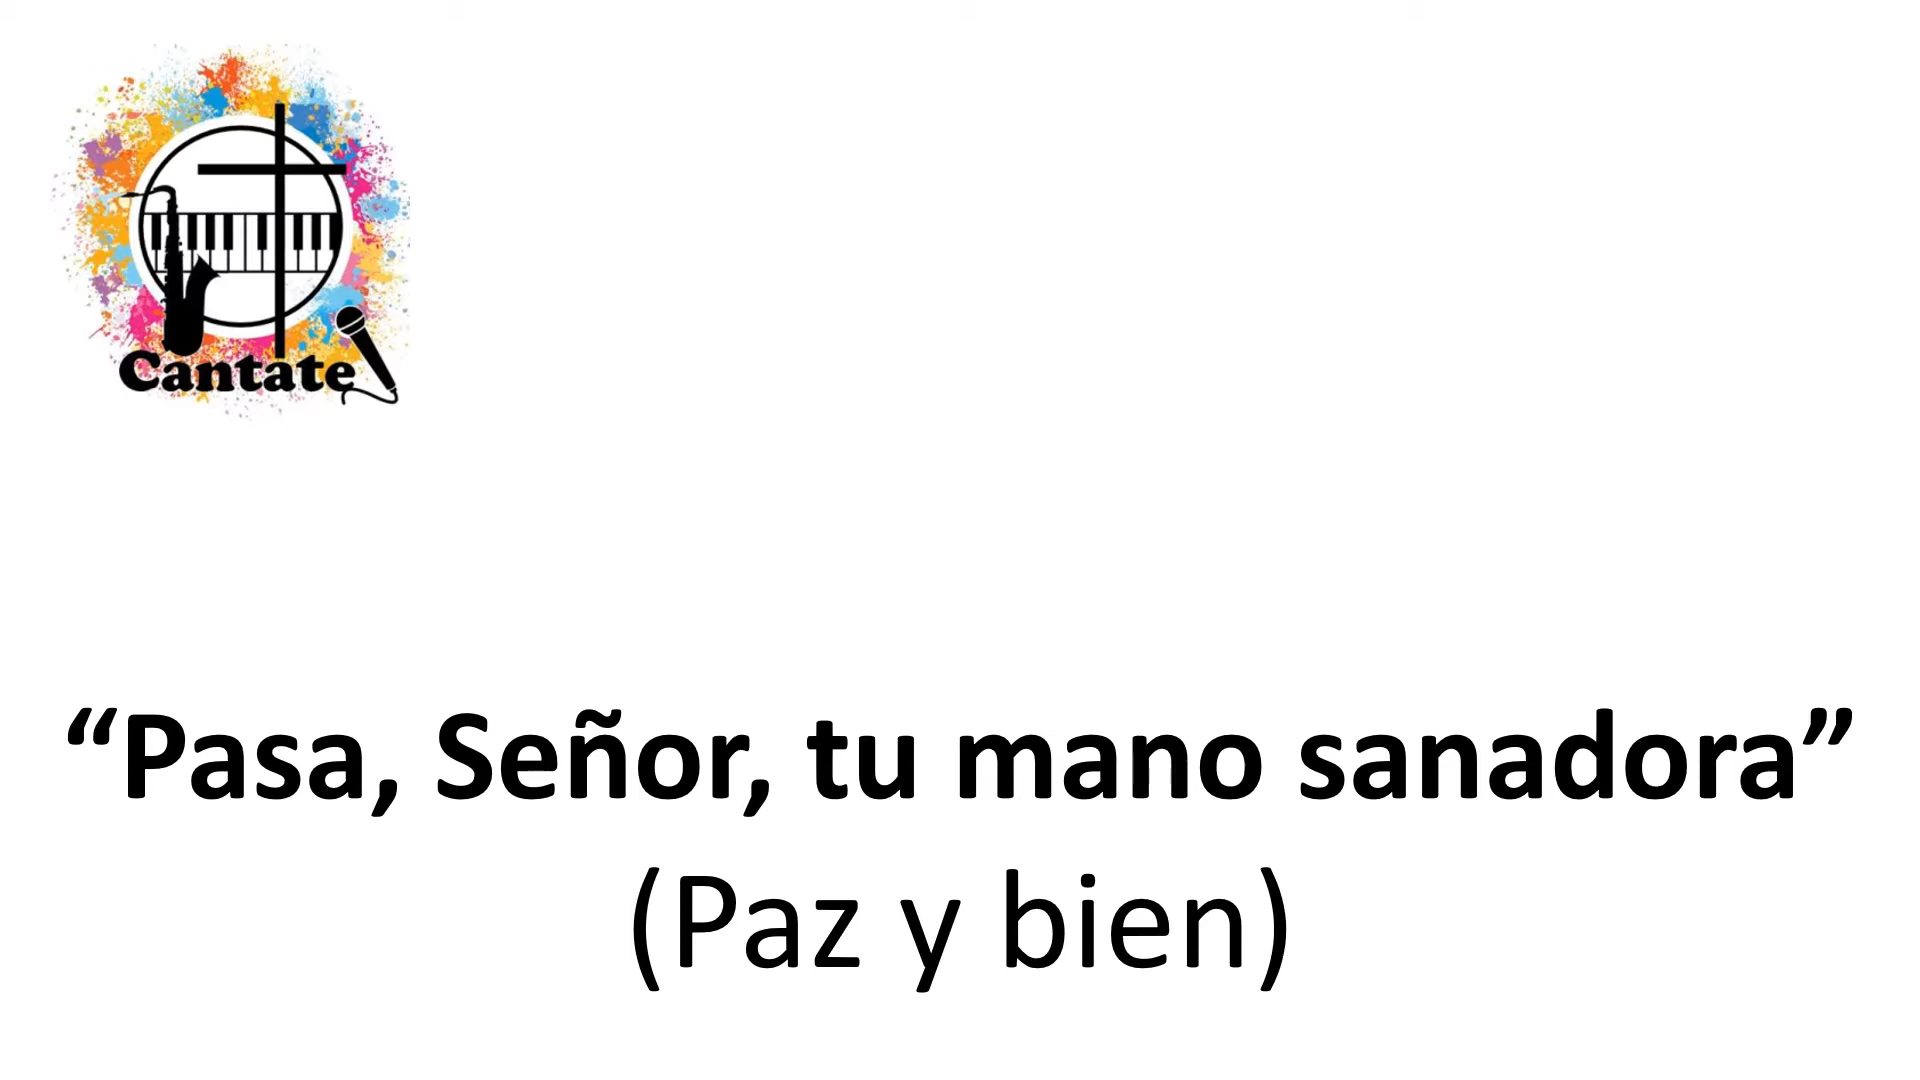 Cantate
“Pasa, Señor, tu mano sanadora”
(Paz y bien)